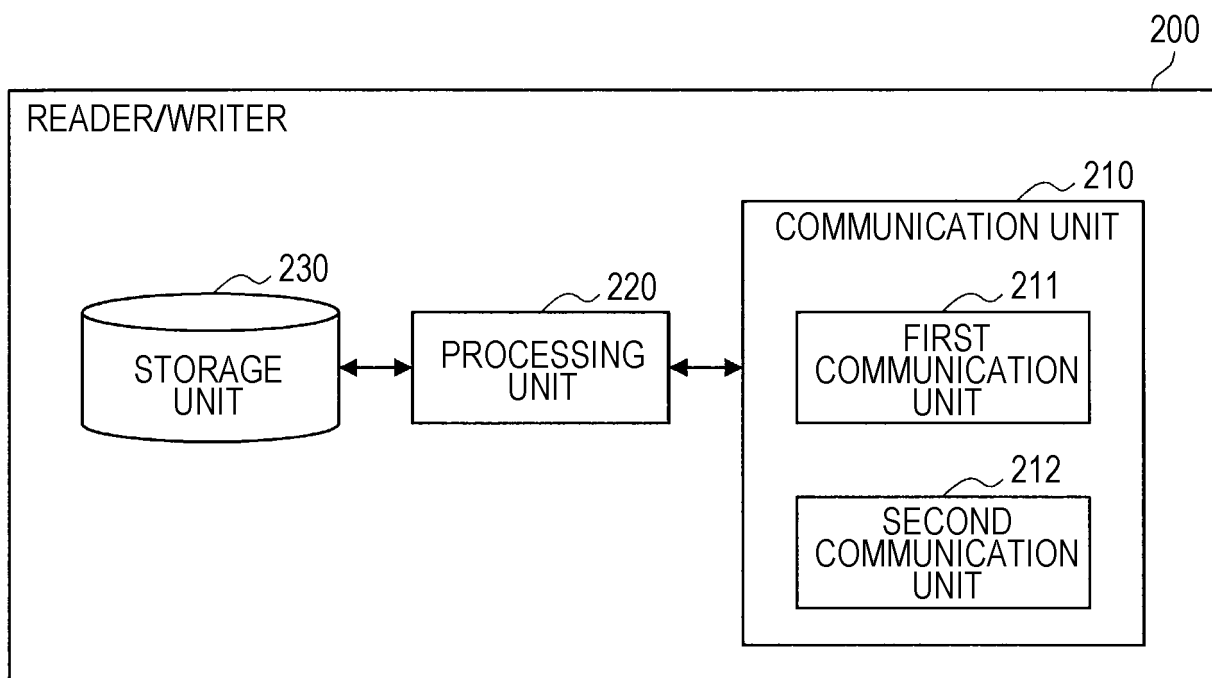 200
READER/WRITER
210
COMMUNICATION UNIT
230
STORAGE
UNIT
220
PROCESSING
UNIT
211
FIRST
COMMUNICATION
UNIT
212
SECOND
COMMUNICATION
UNIT